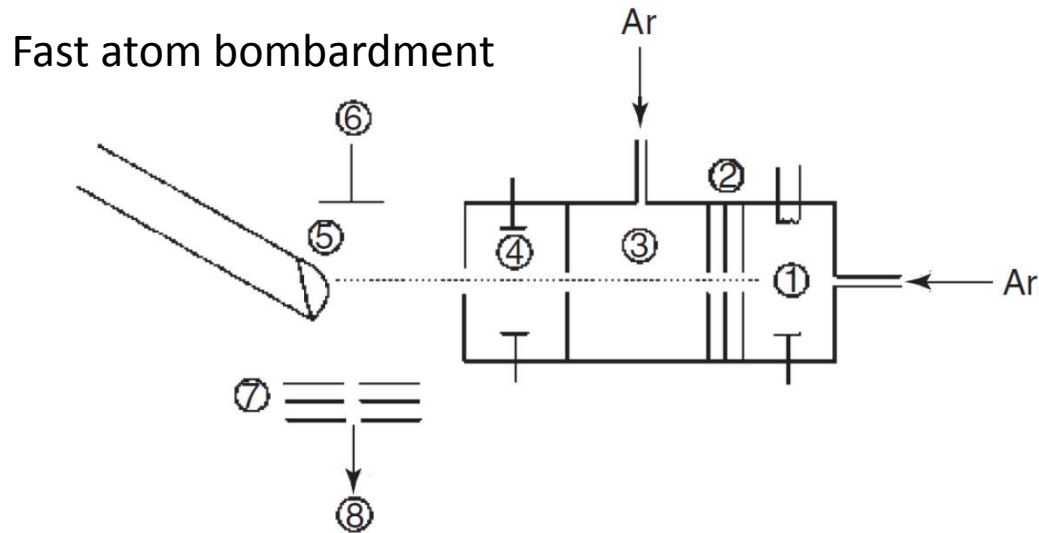 Fast atom bombardment
Ar
⑥
②
⑤
④
③
①
Ar
⑦
⑧